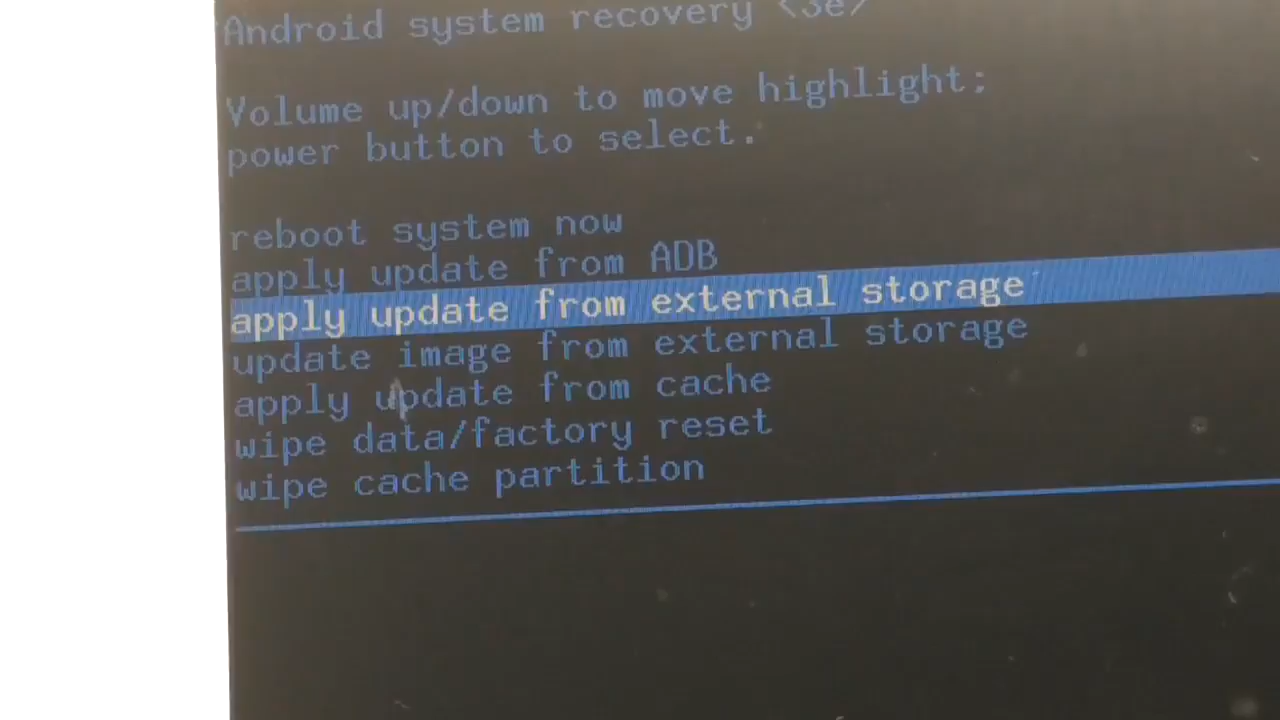 Android system recovery <3e>
Volume up/down to move highlight;
power button to select.
reboot system now
apply update from ADB
apply update from external storage
update image from external storage
apply update from cache
wipe data/factory reset
wipe cache partition